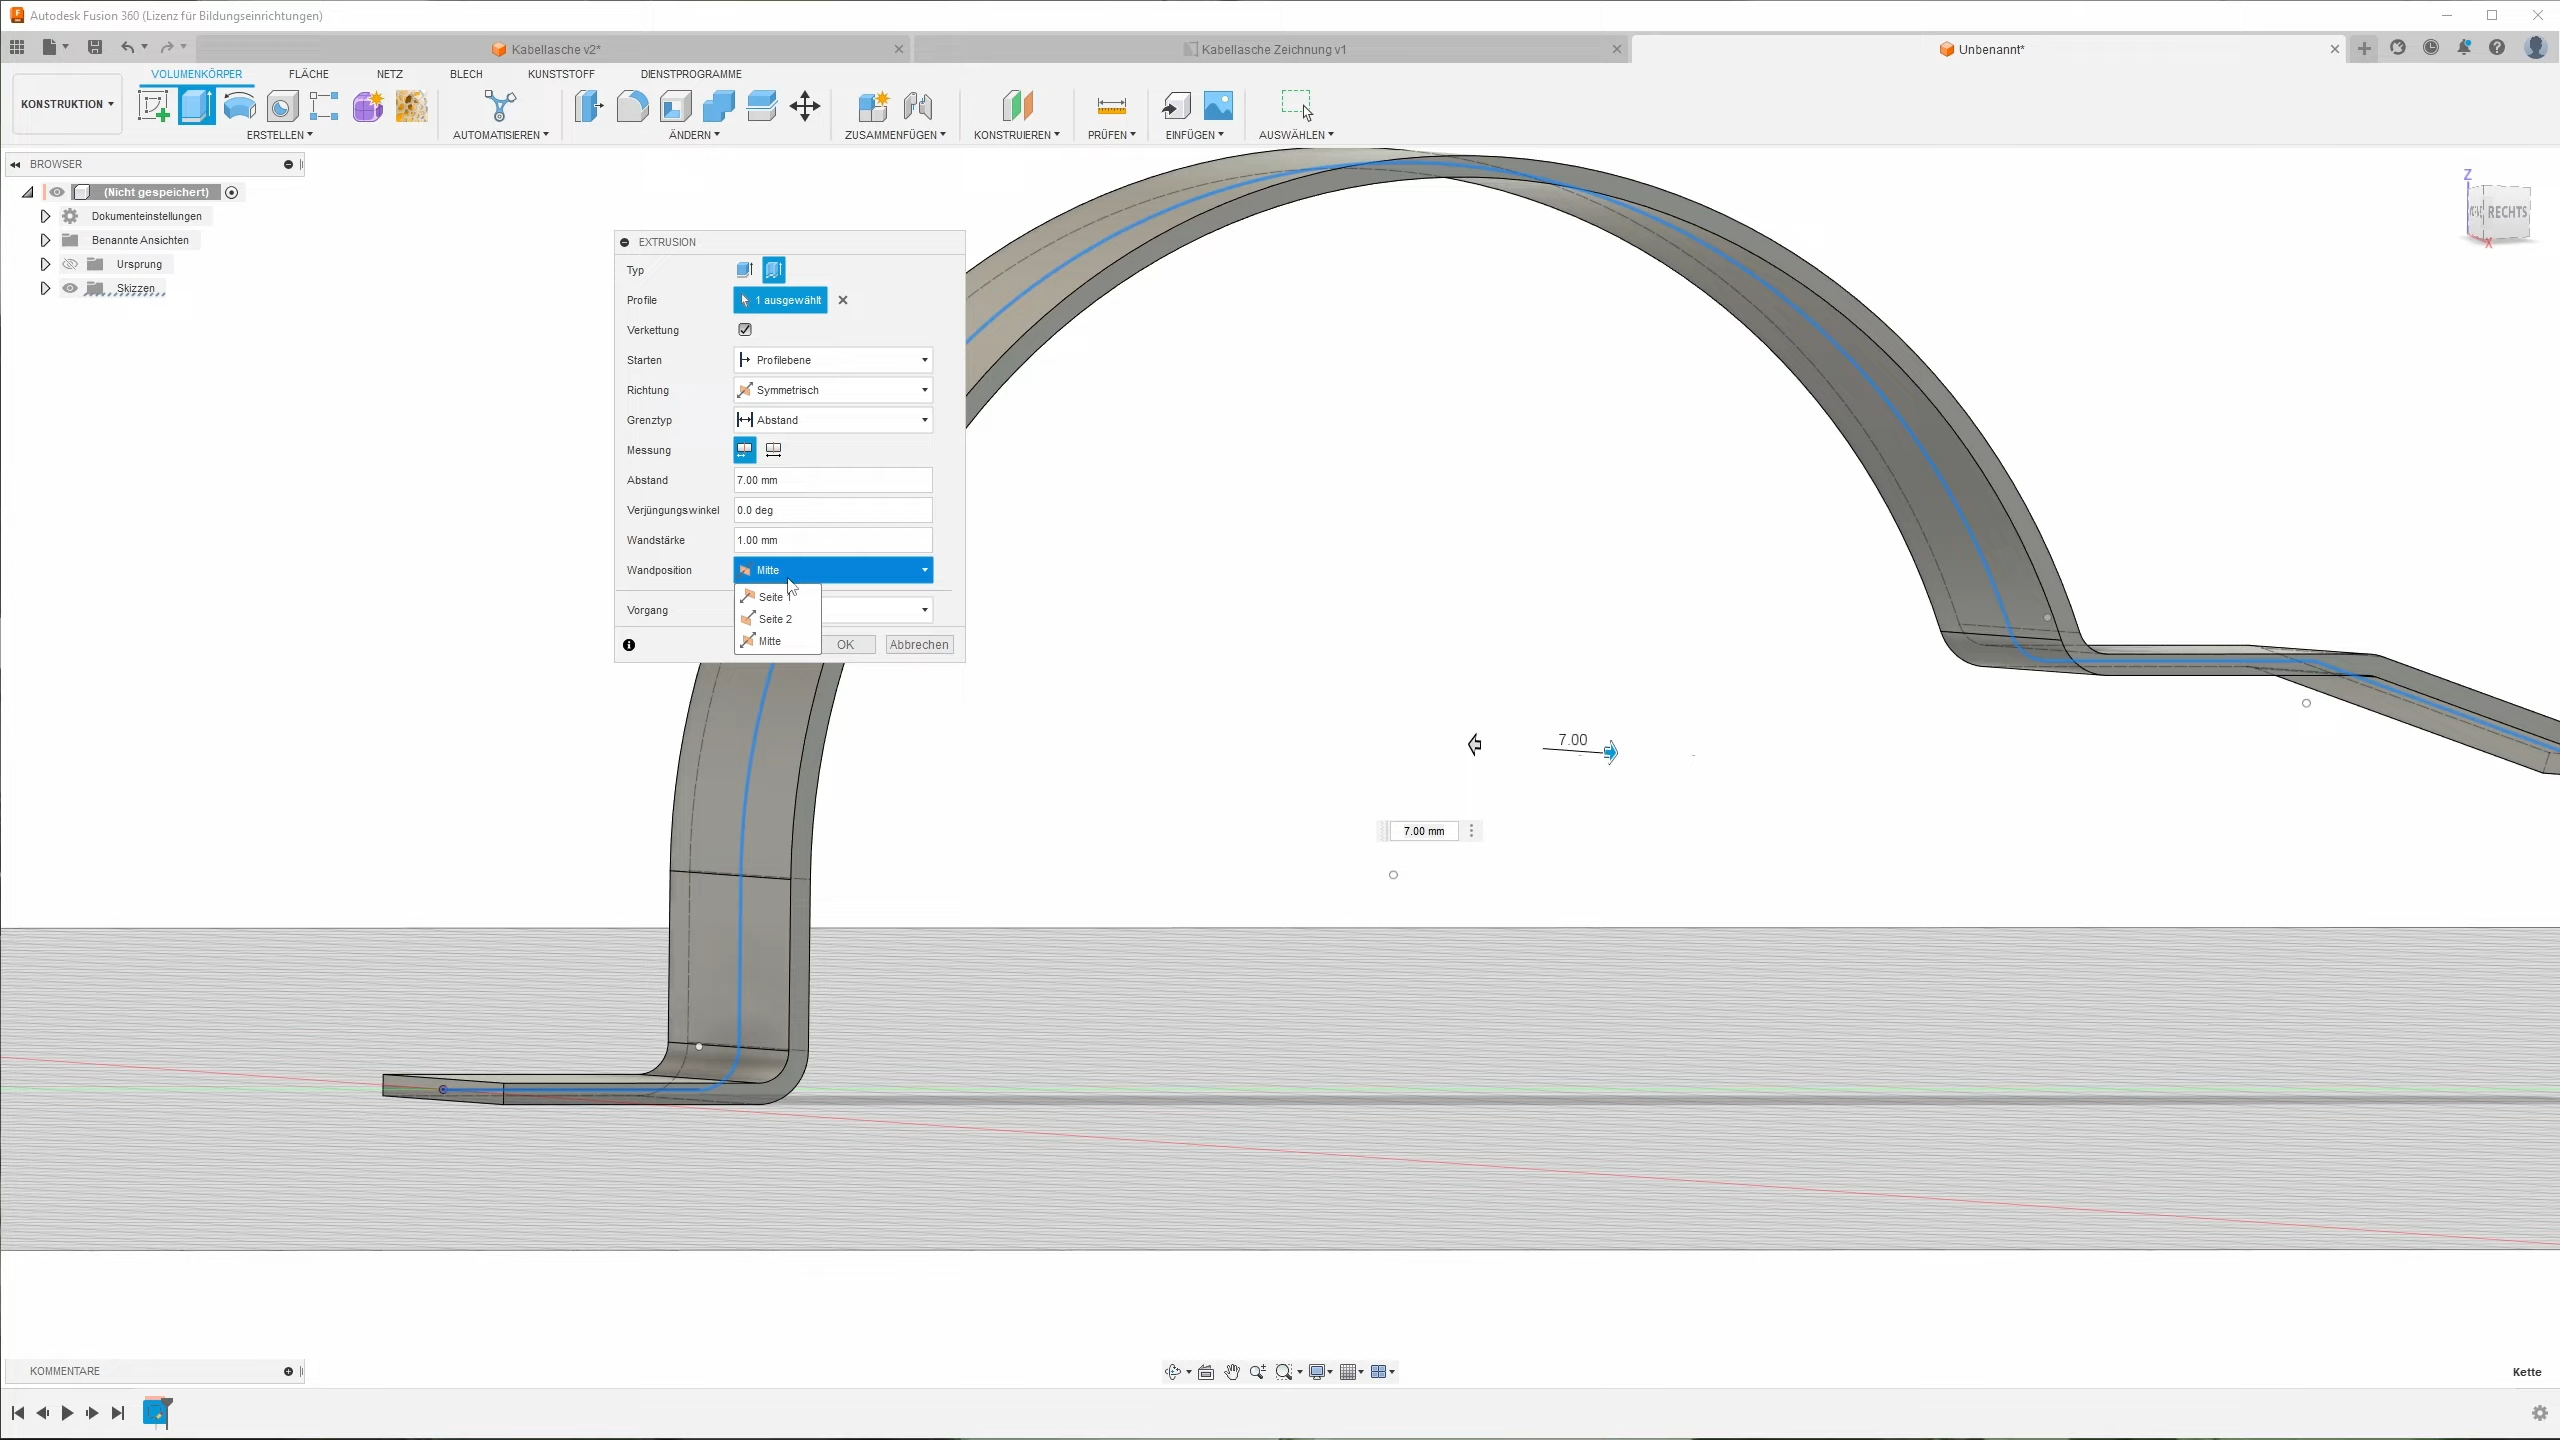 Autodesk Fusion 360 (Lizenz für Bildungseinrichtungen)
Kabellasche v2*
Kabellasche Zeichnung v1
Unbenannt*
VOLUMENKÖRPER
FLÄCHE
NETZ
BLECH
KUNSTSTOFF
DIENSTPROGRAMME
KONSTRUKTION
ERSTELLEN
AUTOMATISIEREN
ÄNDERN
ZUSAMMENFÜGEN
KONSTRUIEREN
PRÜFEN
EINFÜGEN
AUSWÄHLEN
BROWSER
(Nicht gespeichert)
Dokumenteinstellungen
Benannte Ansichten
Ursprung
Skizzen
Z
RECHTS
X
EXTRUSION
Typ
Profile 1 ausgewählt
Verkettung
Starten Profilebene
Richtung Symmetrisch
Grenztyp Abstand
Messung
Abstand 7.00 mm
Verjüngungswinkel 0.0 deg
Wandstärke 1.00 mm
Wandposition Mitte
Seite 1
Seite 2
Mitte
Vorgang
OK Abbrechen
7.00
7.00 mm
KOMMENTARE
Kette